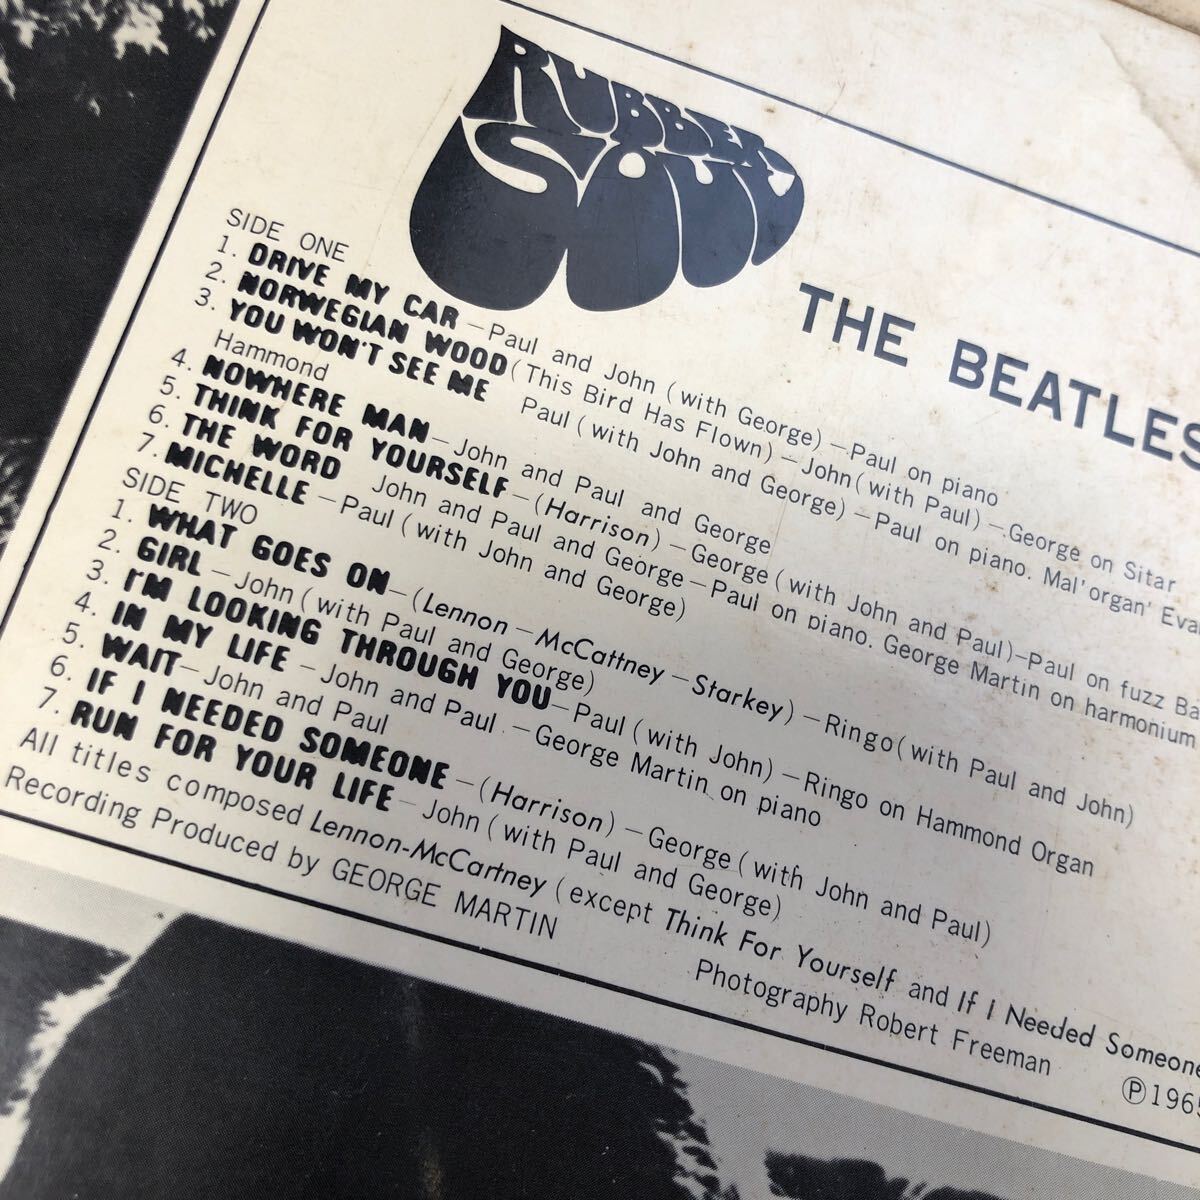 RUBBER
SOUL
THE BEATLES
SIDE ONE
1. DRIVE MY CAR—Paul and John (with George)—Paul on piano
2. NORWEGIAN WOOD (This Bird Has Flown)—John (with Paul)—George on Sitar
3. YOU WON'T SEE ME Paul (with John and George)—Paul on piano. Mal 'organ' Evans
Hammond
4. NOWHERE MAN—John and Paul and George
5. THINK FOR YOURSELF—(Harrison)—George (with John and Paul)—Paul on fuzz Ba
6. THE WORD John and Paul and George—Paul on piano. George Martin on harmonium
7. MICHELLE—Paul (with John and George)
SIDE TWO
1. WHAT GOES ON—(Lennon—McCattney—Starkey)—Ringo (with Paul and John)
2. GIRL—John (with Paul and George)
3. I'M LOOKING THROUGH YOU—Paul (with John)—Ringo on Hammond Organ
4. IN MY LIFE—John and Paul—George Martin on piano
5. WAIT—John and Paul
6. IF I NEEDED SOMEONE—(Harrison)—George (with John and Paul)
7. RUN FOR YOUR LIFE—John (with Paul and George)
All titles composed Lennon-McCartney (except Think For Yourself and If I Needed Someone
Recording Produced by GEORGE MARTIN
Photography Robert Freeman
Ⓟ1965